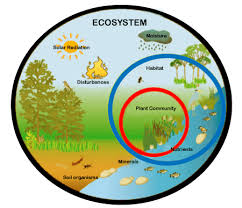 ECOSYSTEM
Solar Radiation
Moisture
Habitat
Disturbances
Plant Community
Nutrients
Minerals
Soil organisms